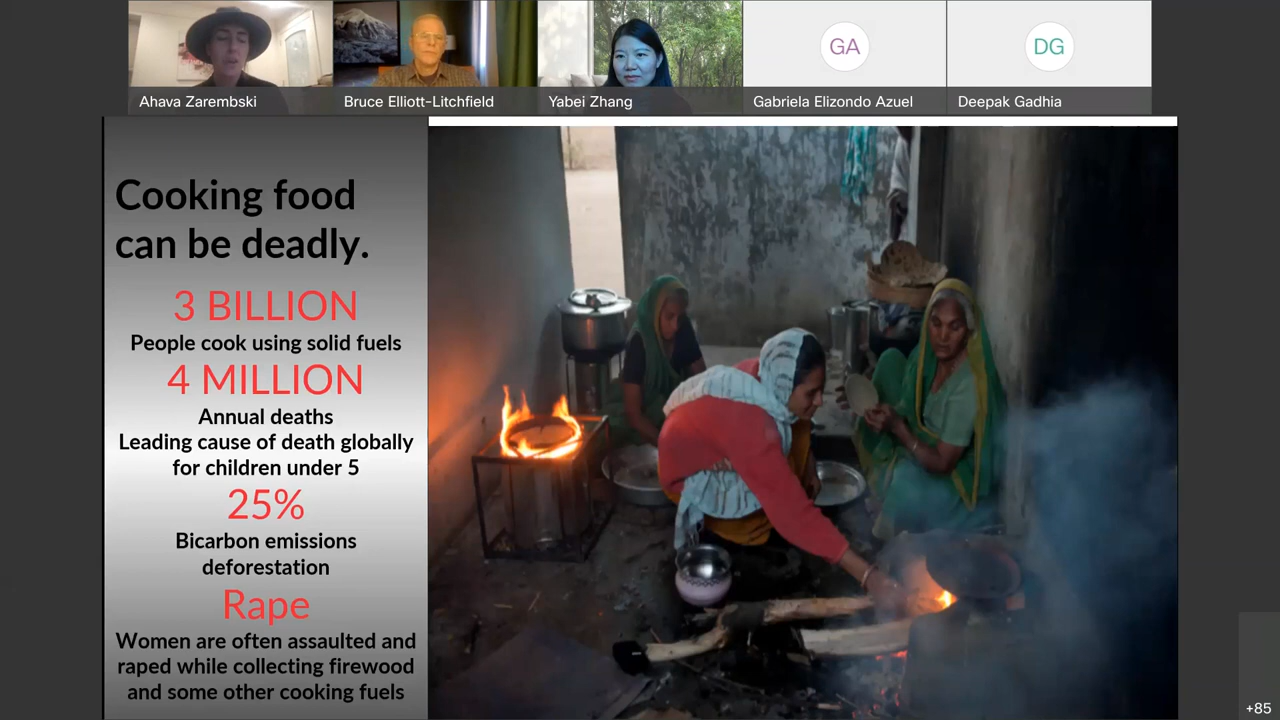 Ahava Zarembski
Bruce Elliott-Litchfield
Yabei Zhang
GA
Gabriela Elizondo Azuel
DG
Deepak Gadhia
Cooking food
can be deadly.
3 BILLION
People cook using solid fuels
4 MILLION
Annual deaths
Leading cause of death globally
for children under 5
25%
Bicarbon emissions
deforestation
Rape
Women are often assaulted and
raped while collecting firewood
and some other cooking fuels
+85